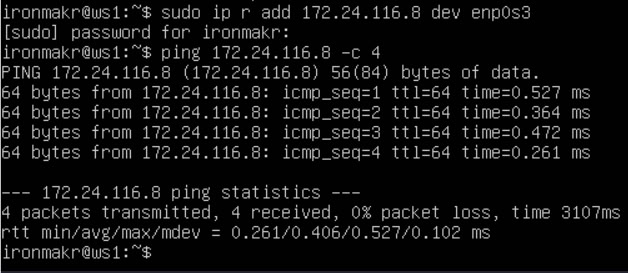 ironmakr@ws1:~$ sudo ip r add 172.24.116.8 dev enp0s3
[sudo] password for ironmakr:
ironmakr@ws1:~$ ping 172.24.116.8 -c 4
PING 172.24.116.8 (172.24.116.8) 56(84) bytes of data.
64 bytes from 172.24.116.8: icmp_seq=1 ttl=64 time=0.527 ms
64 bytes from 172.24.116.8: icmp_seq=2 ttl=64 time=0.364 ms
64 bytes from 172.24.116.8: icmp_seq=3 ttl=64 time=0.472 ms
64 bytes from 172.24.116.8: icmp_seq=4 ttl=64 time=0.261 ms
--- 172.24.116.8 ping statistics ---
4 packets transmitted, 4 received, 0% packet loss, time 3107ms
rtt min/avg/max/mdev = 0.261/0.406/0.527/0.102 ms
ironmakr@ws1:~$